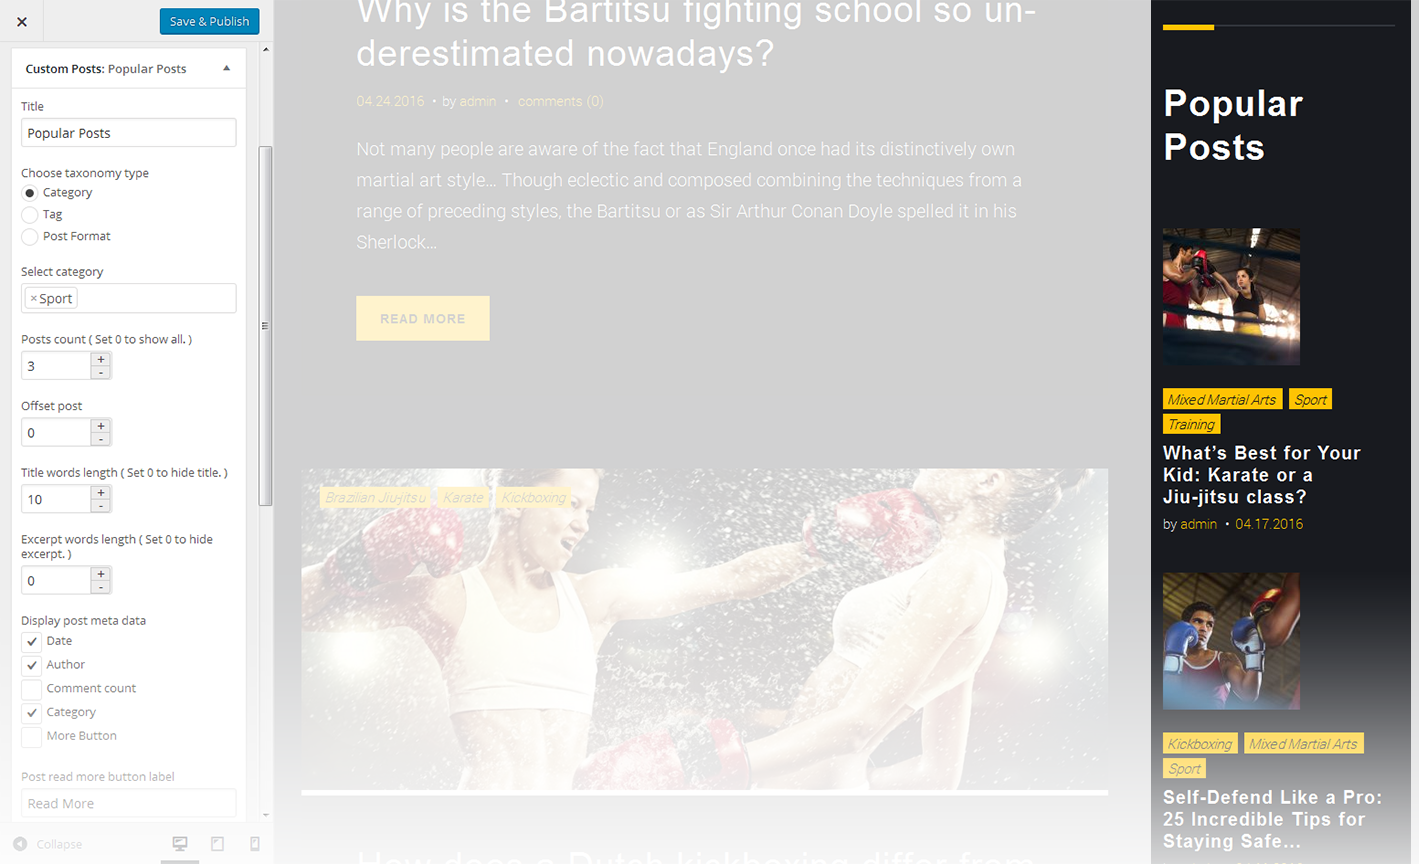 Save & Publish
Custom Posts: Popular Posts
Title
Popular Posts
Choose taxonomy type
Category
Tag
Post Format
Select category
×Sport
Posts count ( Set 0 to show all. )
3
+
-
Offset post
0
+
-
Title words length ( Set 0 to hide title. )
10
+
-
Excerpt words length ( Set 0 to hide
excerpt. )
0
+
-
Display post meta data
Date
Author
Comment count
Category
More Button
Post read more button label
Read More
Collapse
Why is the Bartitsu fighting school so un-
derestimated nowadays?
04.24.2016 • by admin • comments (0)
Not many people are aware of the fact that England once had its distinctively own
martial art style... Though eclectic and composed combining the techniques from a
range of preceding styles, the Bartitsu or as Sir Arthur Conan Doyle spelled it in his
Sherlock...
READ MORE
Brazilian Jiu-jitsu Karate Kickboxing
How does a Dutch kickboxing differ from
Popular
Posts
Mixed Martial Arts Sport
Training
What's Best for Your
Kid: Karate or a
Jiu-jitsu class?
by admin • 04.17.2016
Kickboxing Mixed Martial Arts
Sport
Self-Defend Like a Pro:
25 Incredible Tips for
Staying Safe...